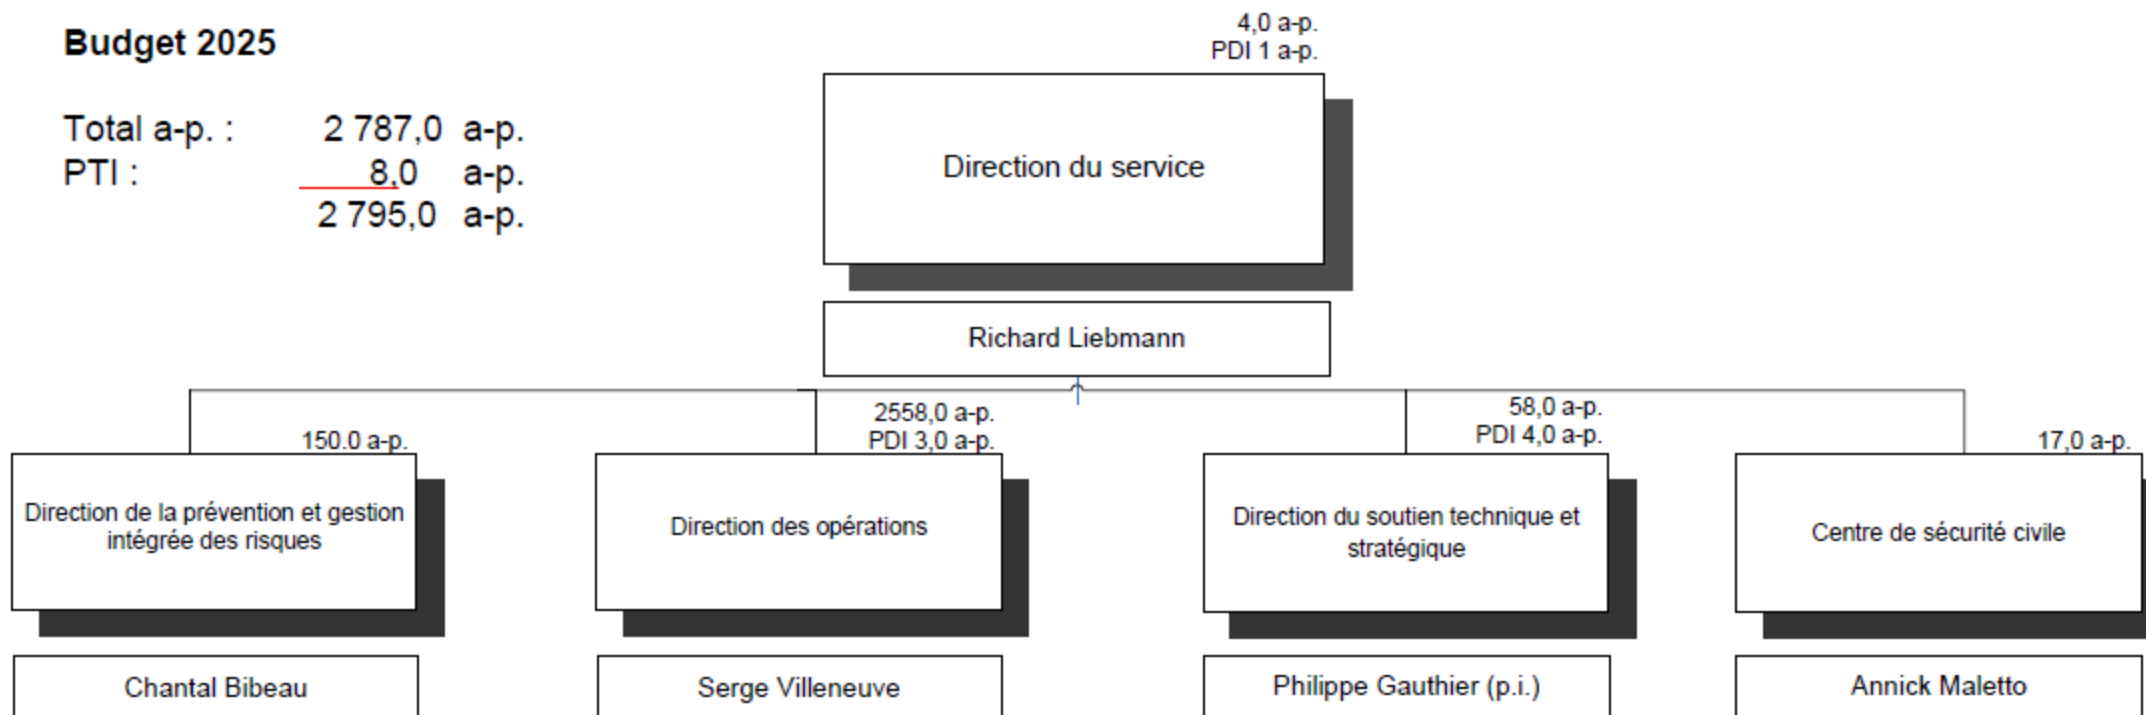 Budget 2025
Total a-p. : 2 787,0 a-p.
PTI : 8,0 a-p.
2 795,0 a-p.
4,0 a-p.
PDI 1 a-p.
Direction du service
Richard Liebmann
150.0 a-p.
Direction de la prévention et gestion
intégrée des risques
Chantal Bibeau
2558,0 a-p.
PDI 3,0 a-p.
Direction des opérations
Serge Villeneuve
58,0 a-p.
PDI 4,0 a-p.
Direction du soutien technique et
stratégique
Philippe Gauthier (p.i.)
17,0 a-p.
Centre de sécurité civile
Annick Maletto